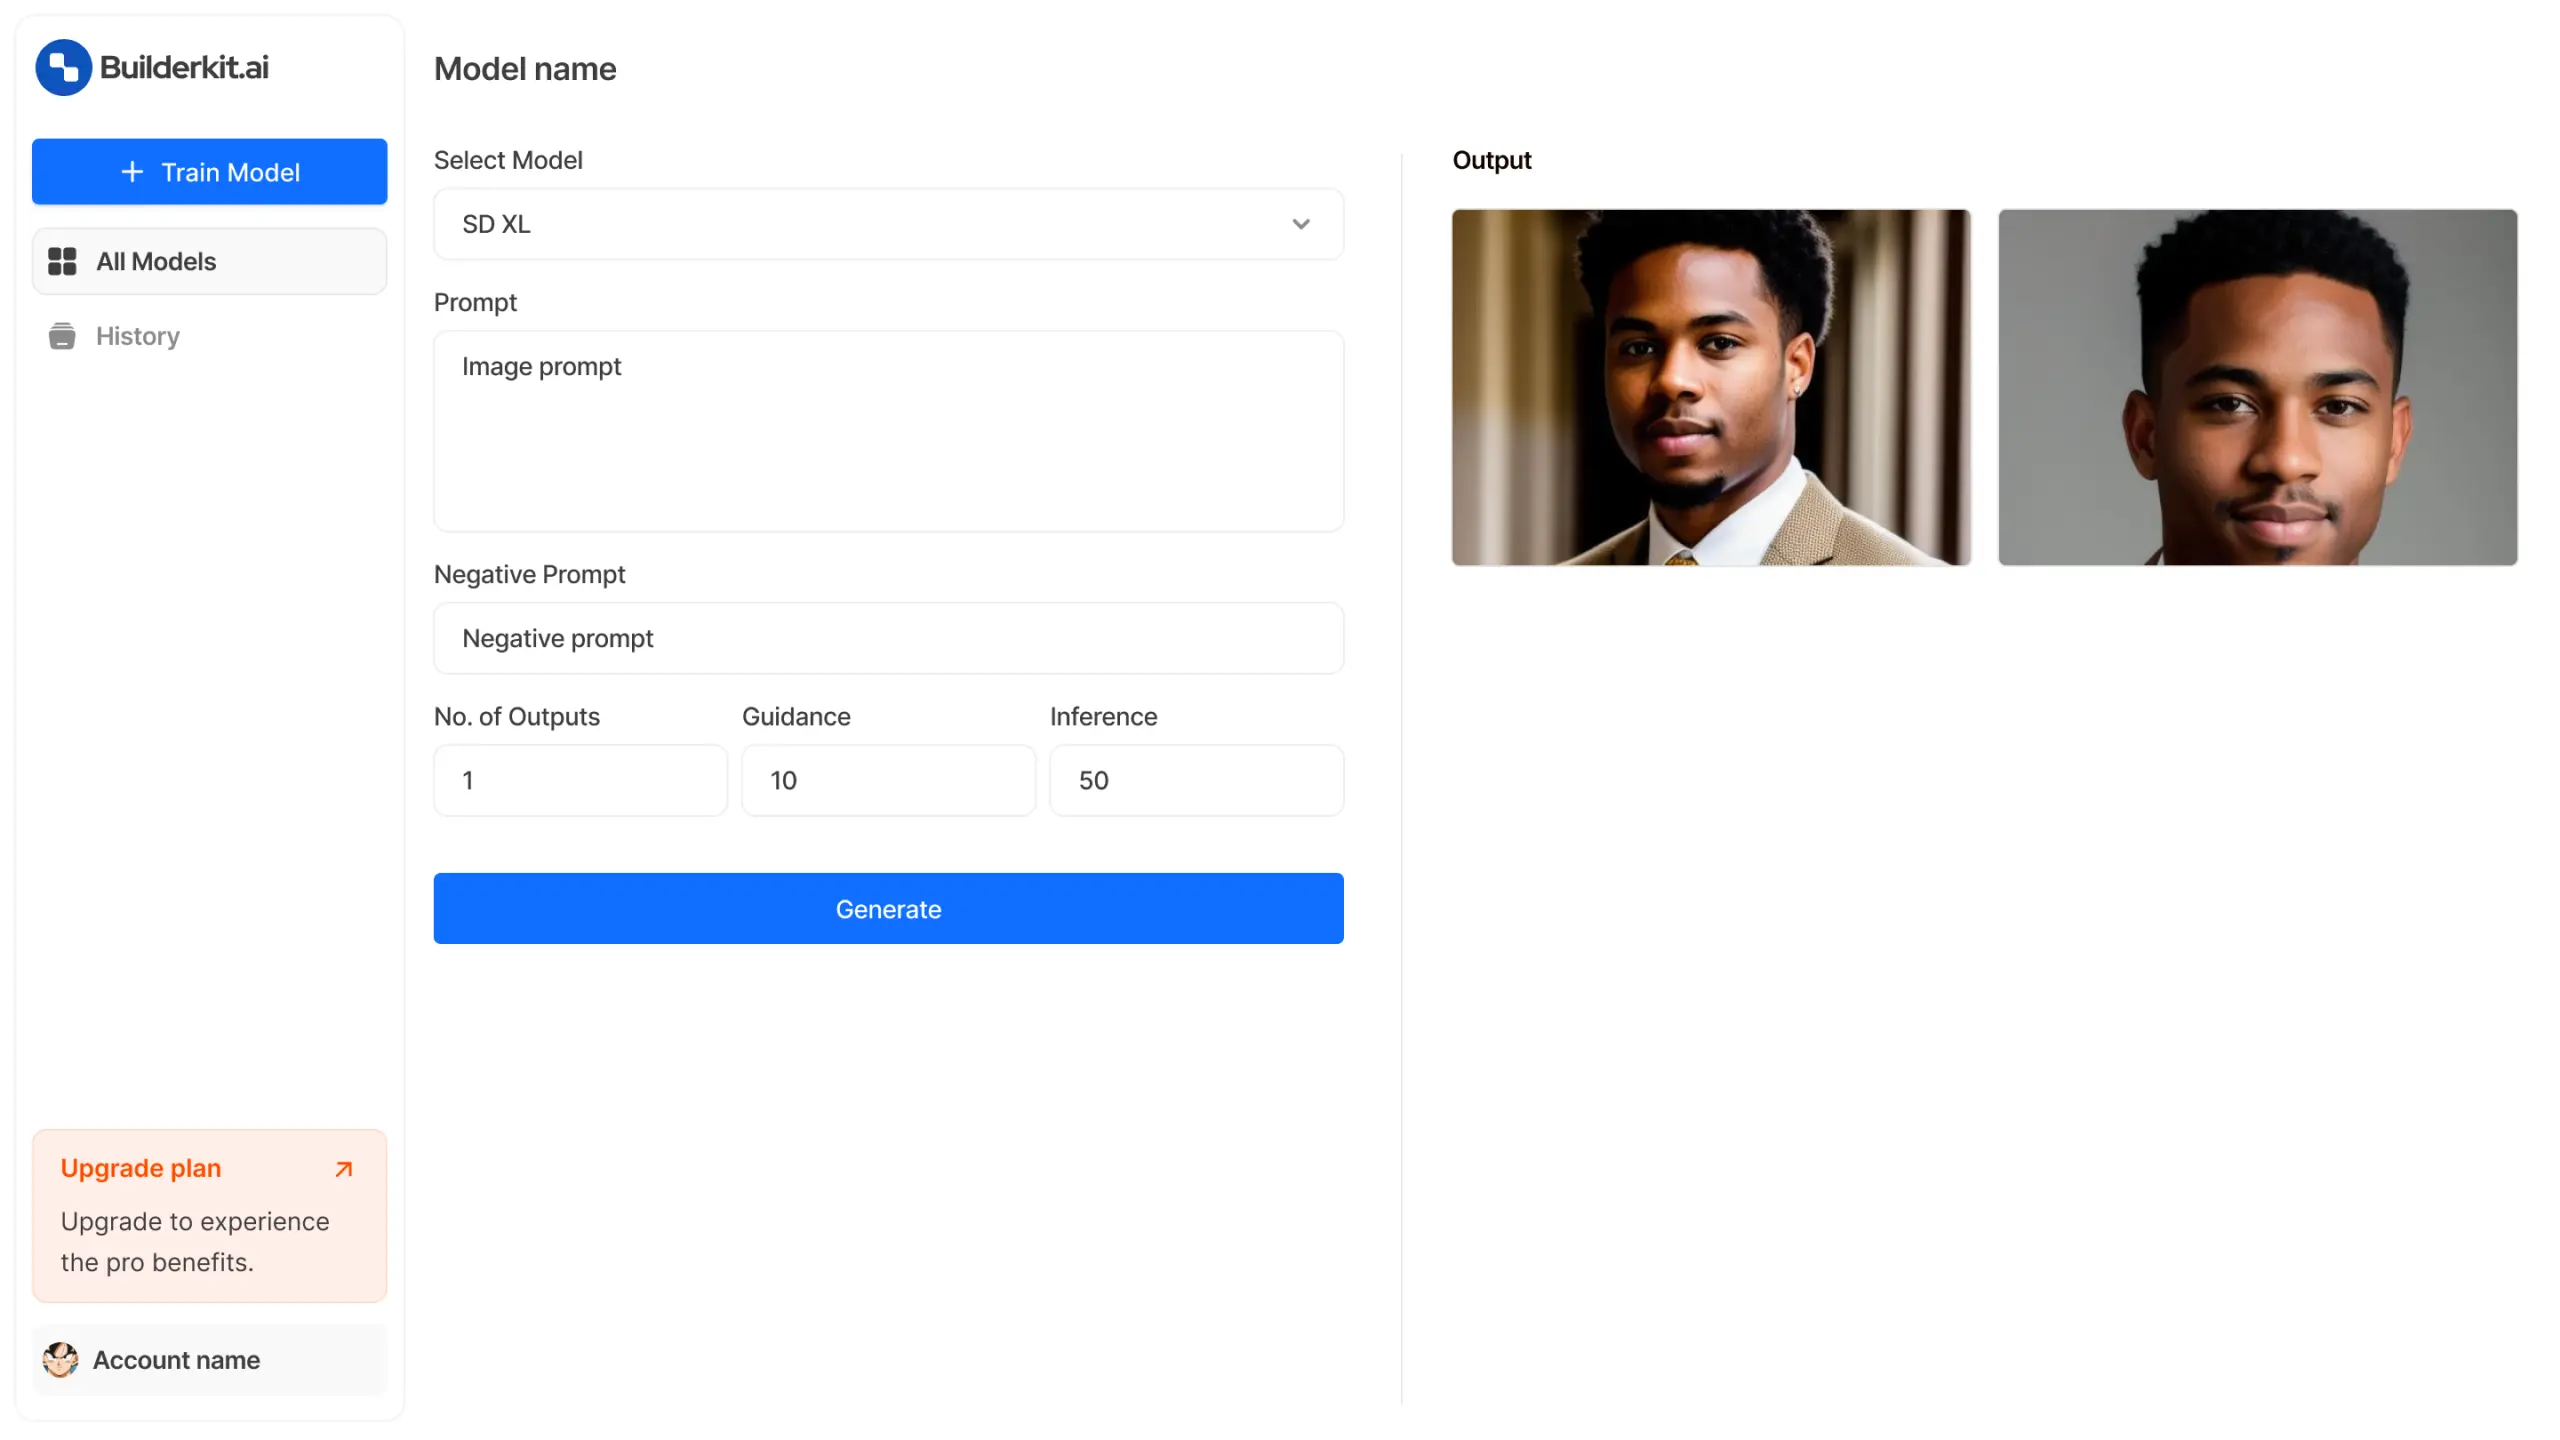 Builderkit.ai
Train Model
All Models
History
Upgrade plan
Upgrade to experience
the pro benefits.
Account name
Model name
Select Model
SD XL
Prompt
Image prompt
Negative Prompt
Negative prompt
No. of Outputs
Guidance
Inference
1
10
50
Generate
Output